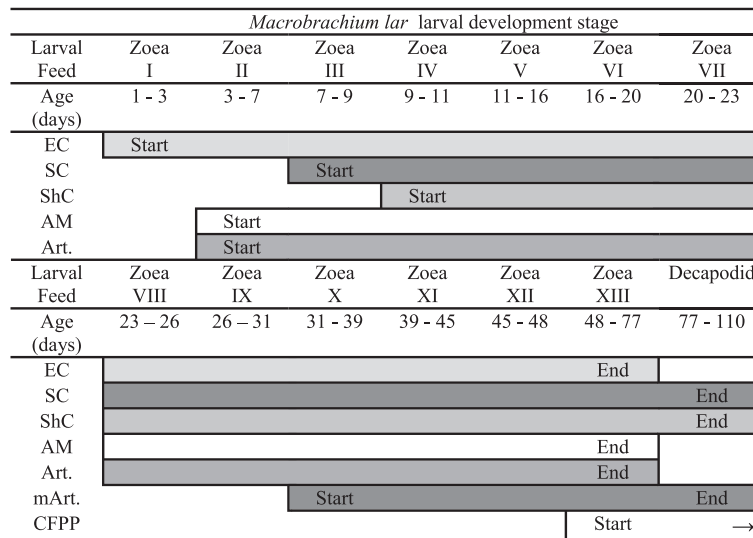 Macrobrachium lar larval development stage
Larval Zoea Zoea Zoea Zoea Zoea Zoea Zoea
Feed I II III IV V VI VII
Age 1 - 3 3 - 7 7 - 9 9 - 11 11 - 16 16 - 20 20 - 23
(days)
EC Start
SC Start
ShC Start
AM Start
Art. Start
Larval Zoea Zoea Zoea Zoea Zoea Zoea Decapodid
Feed VIII IX X XI XII XIII
Age 23 – 26 26 – 31 31 - 39 39 - 45 45 - 48 48 - 77 77 - 110
(days)
EC End
SC End
ShC End
AM End
Art. End
mArt. Start End
CFPP Start →